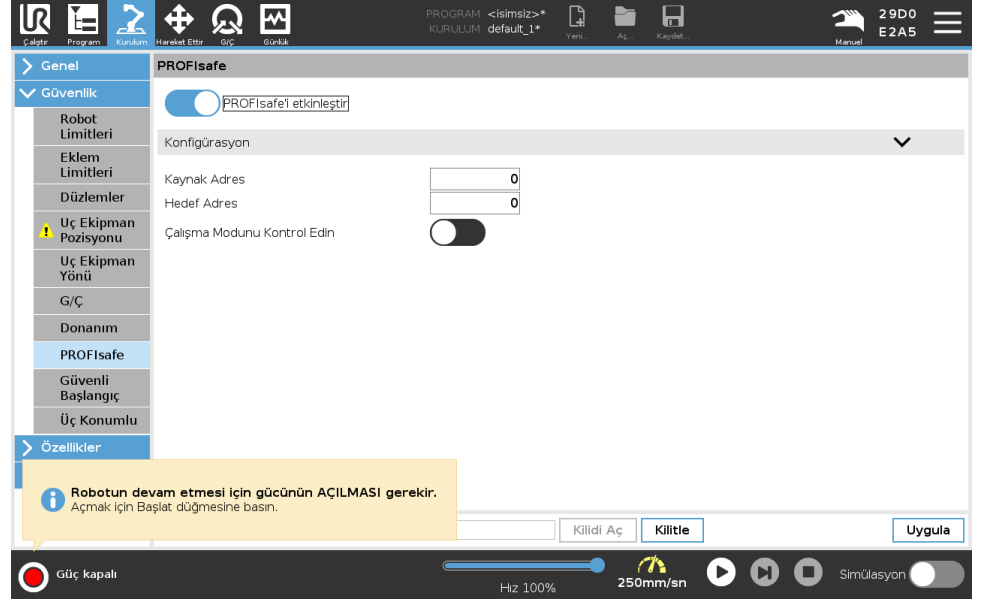 UR
Çalıştır
Program
Kurulum
Hareket Ettir
G/Ç
Günlük
PROGRAM <isimsiz>*
KURULUM default_1*
Yeni...
Aç...
Kaydet...
Manuel
29D0
E2A5
Genel
Güvenlik
Robot
Limitleri
Eklem
Limitleri
Düzlemler
Uç Ekipman
Pozisyonu
Uç Ekipman
Yönü
G/Ç
Donanım
PROFIsafe
Güvenli
Başlangıç
Üç Konumlu
Özellikler
PROFIsafe
PROFIsafe'i etkinleştir
Konfigürasyon
Kaynak Adres 0
Hedef Adres 0
Çalışma Modunu Kontrol Edin
Robotun devam etmesi için gücünün AÇILMASI gerekir.
Açmak için Başlat düğmesine basın.
Kilidi Aç
Kilitle
Uygula
Güç kapalı
Hız 100%
250mm/sn
Simülasyon